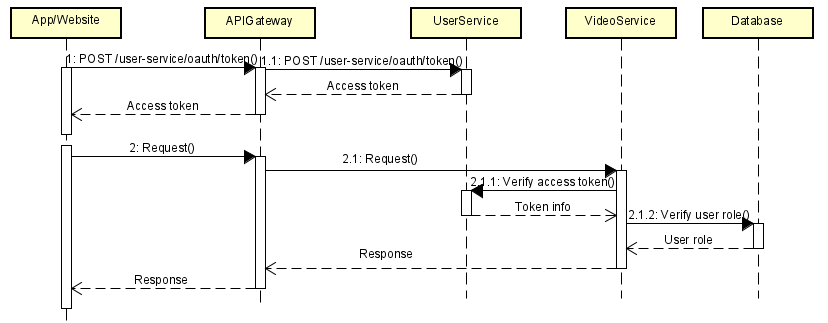 App/Website
APIGateway
UserService
VideoService
Database
1: POST /user-service/oauth/token()
1.1: POST /user-service/oauth/token()
Access token
Access token
2: Request()
2.1: Request()
2.1.1: Verify access token()
Token info
2.1.2: Verify user role()
User role
Response
Response